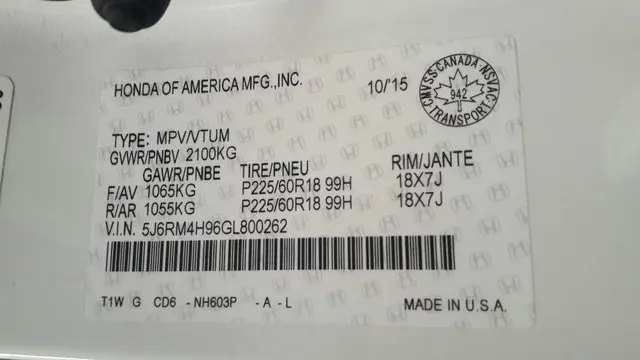 HONDA OF AMERICA MFG.,INC. 10/'15
CMVSS·CANADA·NSVAC
942
TRANSPORT
TYPE: MPV/VTUM
GVWR/PNBV 2100KG
GAWR/PNBE TIRE/PNEU RIM/JANTE
F/AV 1065KG P225/60R18 99H 18X7J
R/AR 1055KG P225/60R18 99H 18X7J
V.I.N. 5J6RM4H96GL800262
T1W G CD6 - NH603P - A - L MADE IN U.S.A.